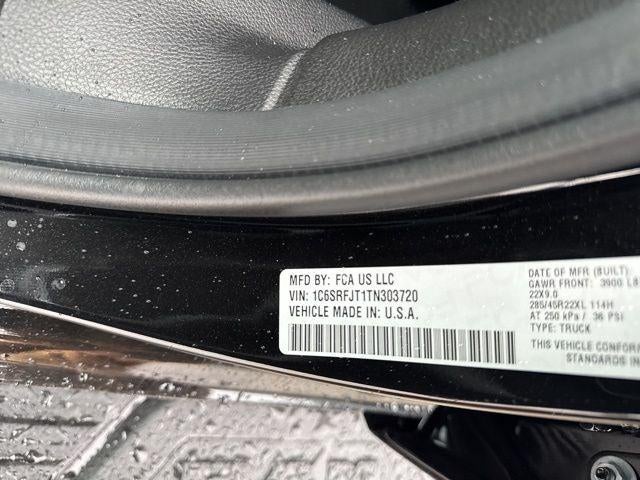 MFD BY: FCA US LLC
VIN: 1C6SRFJT1TN303720
VEHICLE MADE IN: U.S.A.
DATE OF MFR (BUILT)
GAWR FRONT: 3900 LB
22X9.0
285/45R22XL 114H
AT 250 kPa / 36 PSI
TYPE: TRUCK
THIS VEHICLE CONFORM
STANDARDS IN